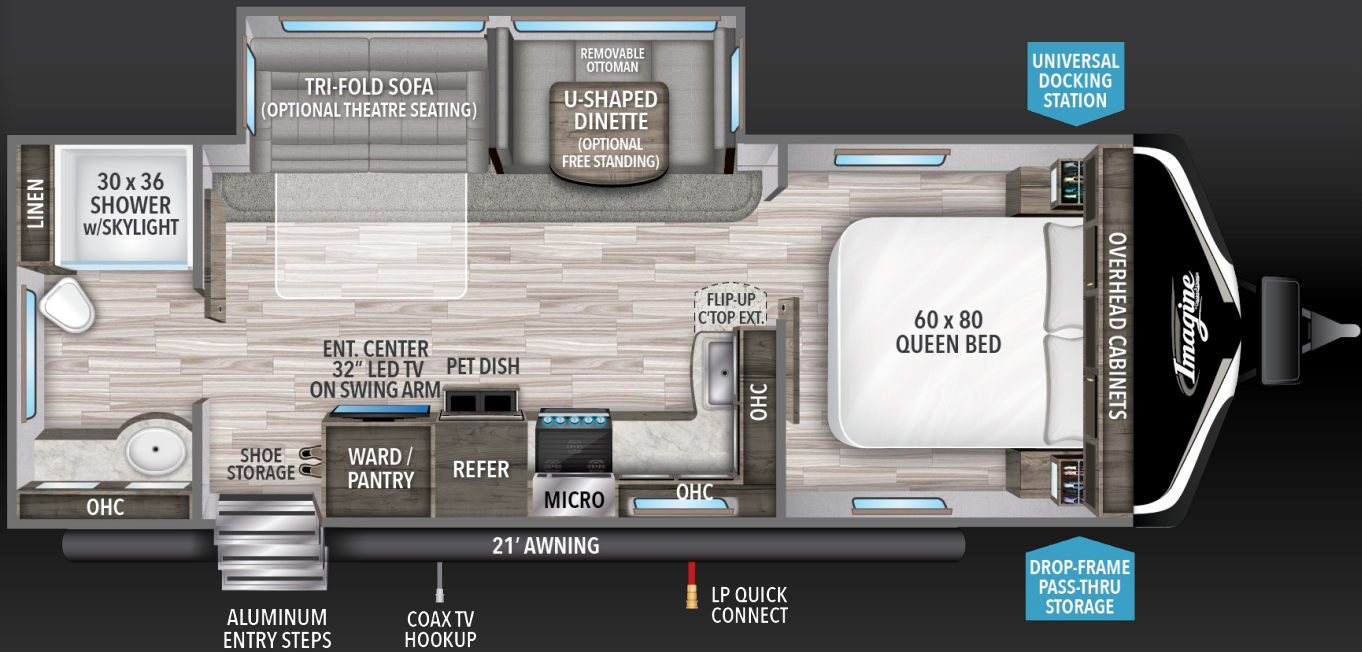 TRI-FOLD SOFA
(OPTIONAL THEATRE SEATING)
REMOVABLE
OTTOMAN
U-SHAPED
DINETTE
(OPTIONAL
FREE STANDING)
UNIVERSAL
DOCKING
STATION
LINEN
30 x 36
SHOWER
w/SKYLIGHT
60 x 80
QUEEN BED
OVERHEAD CABINETS
Imagine
FLIP-UP
C'TOP EXT.
ENT. CENTER
32" LED TV
ON SWING ARM
PET DISH
OHC
SHOE
STORAGE
WARD /
PANTRY
REFER
MICRO
OHC
OHC
21' AWNING
ALUMINUM
ENTRY STEPS
COAX TV
HOOKUP
LP QUICK
CONNECT
DROP-FRAME
PASS-THRU
STORAGE